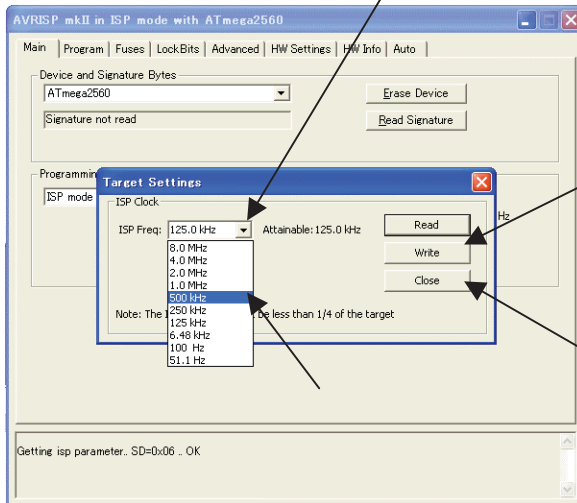 AVRISP mkII in ISP mode with ATmega2560
Main Program Fuses LockBits Advanced HW Settings HW Info Auto
Device and Signature Bytes
ATmega2560
Erase Device
Signature not read
Read Signature
ISP mode
Hz
Target Settings
ISP Clock
ISP Freq: 125.0 kHz Attainable: 125.0 kHz
Read
8.0 MHz
4.0 MHz
2.0 MHz
1.0 MHz
500 kHz
250 kHz
125 kHz
6.48 kHz
100 Hz
51.1 Hz
Write
Close
Note: The be less than 1/4 of the target
Getting isp parameter.. SD=0x06 .. OK